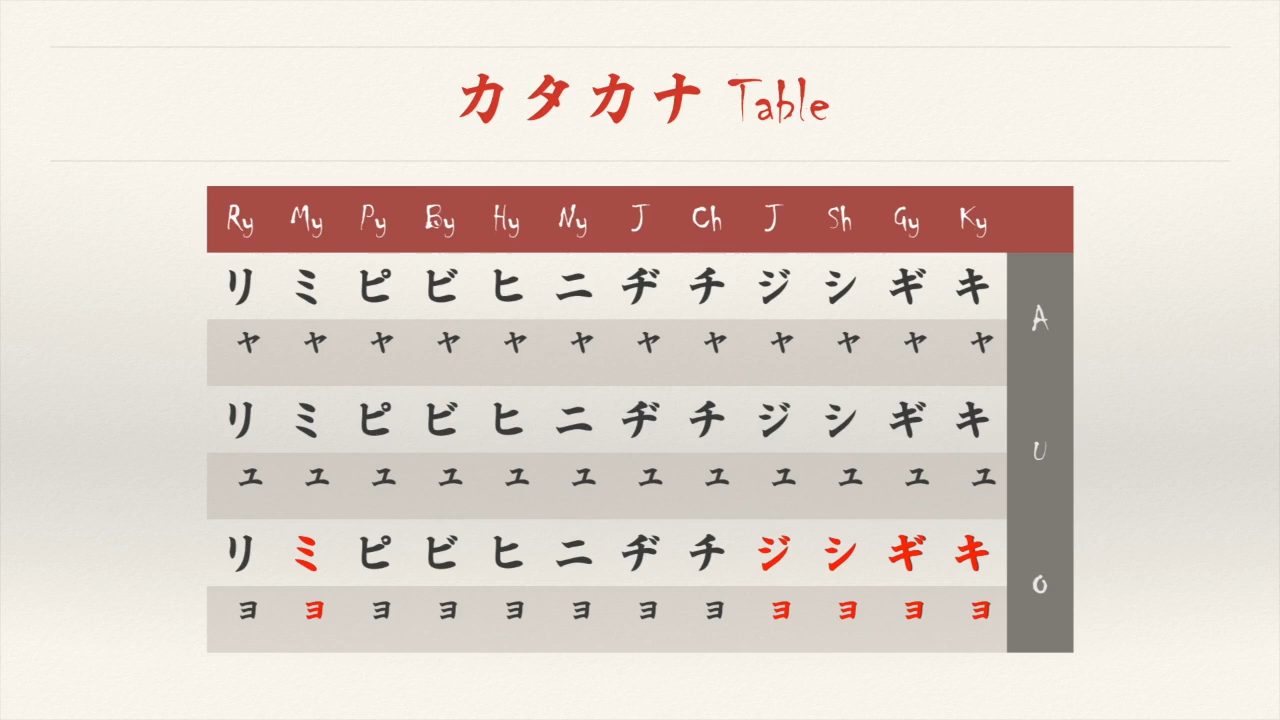 カタカナ Table
Ry My Py By Hy Ny J Ch J Sh Gy Ky
リ ミ ピ ビ ヒ ニ ヂ チ ジ シ ギ キ
A
ャ ャ ャ ャ ャ ャ ャ ャ ャ ャ ャ ャ
リ ミ ピ ビ ヒ ニ ヂ チ ジ シ ギ キ
U
ュ ュ ュ ュ ュ ュ ュ ュ ュ ュ ュ ュ
リ ミ ピ ビ ヒ ニ ヂ チ ジ シ ギ キ
O
ョ ョ ョ ョ ョ ョ ョ ョ ョ ョ ョ ョ